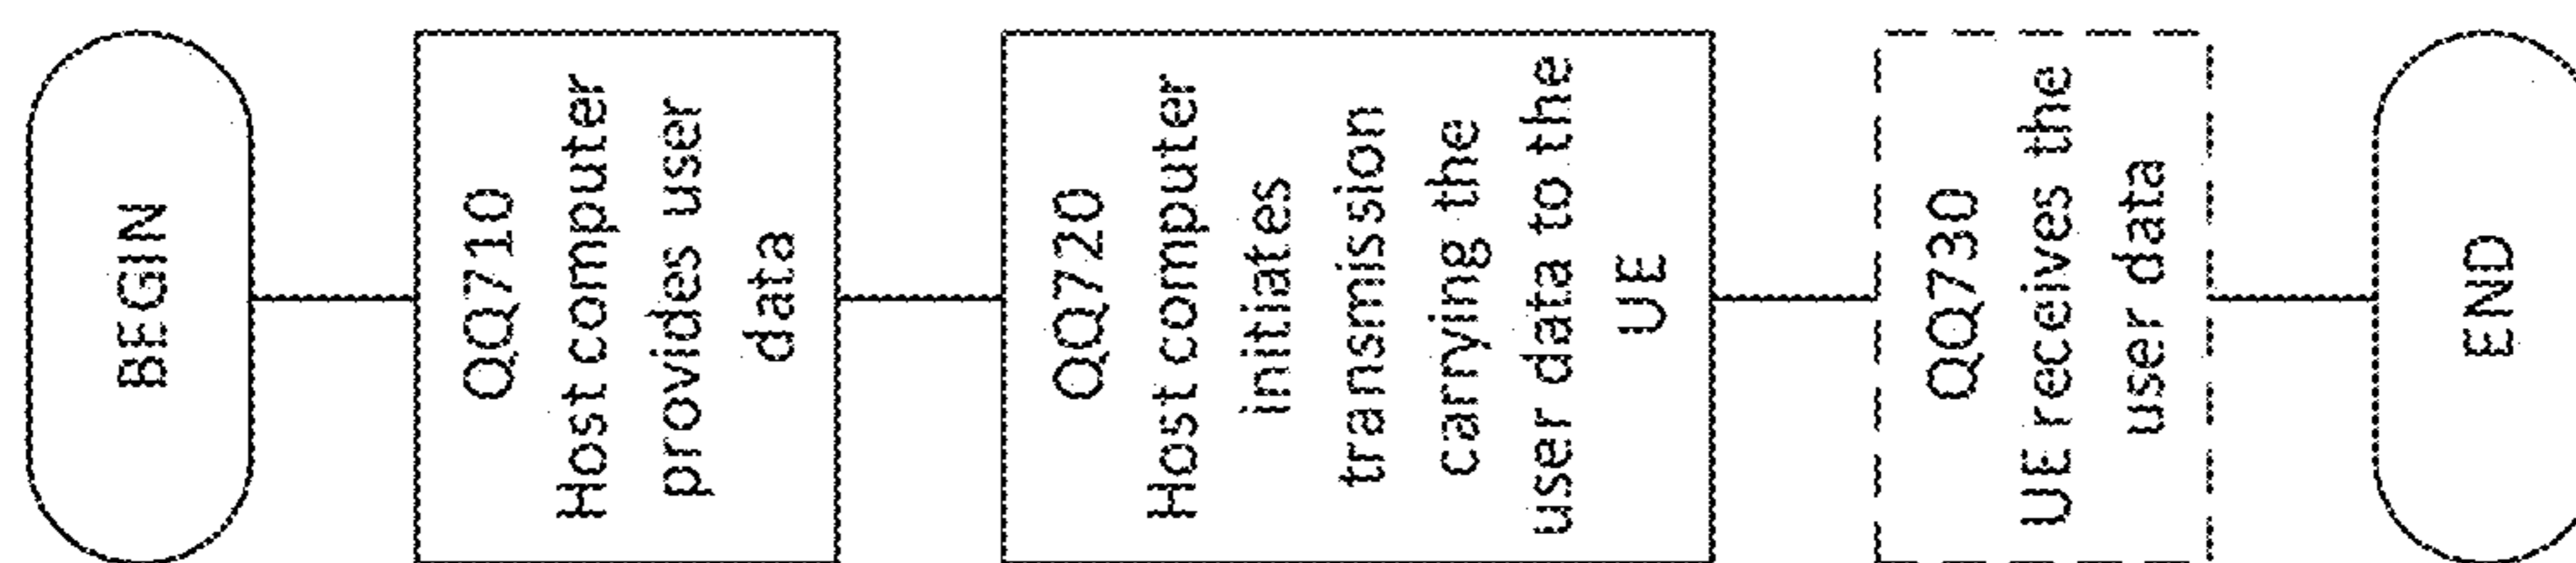 BEGIN
QQ710
Host computer
provides user
data
QQ720
Host computer
initiates
transmission
carrying the
user data to the
UE
QQ730
UE receives the
user data
END